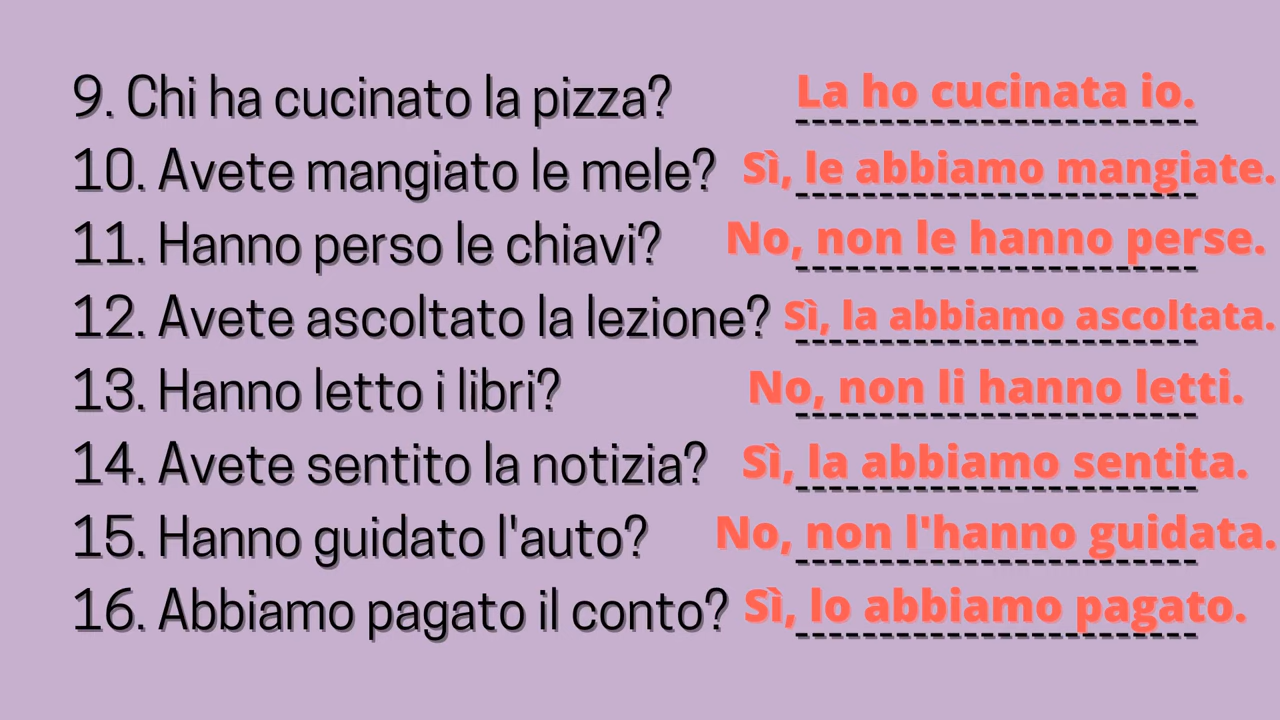 9. Chi ha cucinato la pizza? La ho cucinata io.
10. Avete mangiato le mele? Sì, le abbiamo mangiate.
11. Hanno perso le chiavi? No, non le hanno perse.
12. Avete ascoltato la lezione? Sì, la abbiamo ascoltata.
13. Hanno letto i libri? No, non li hanno letti.
14. Avete sentito la notizia? Sì, la abbiamo sentita.
15. Hanno guidato l'auto? No, non l'hanno guidata.
16. Abbiamo pagato il conto? Sì, lo abbiamo pagato.